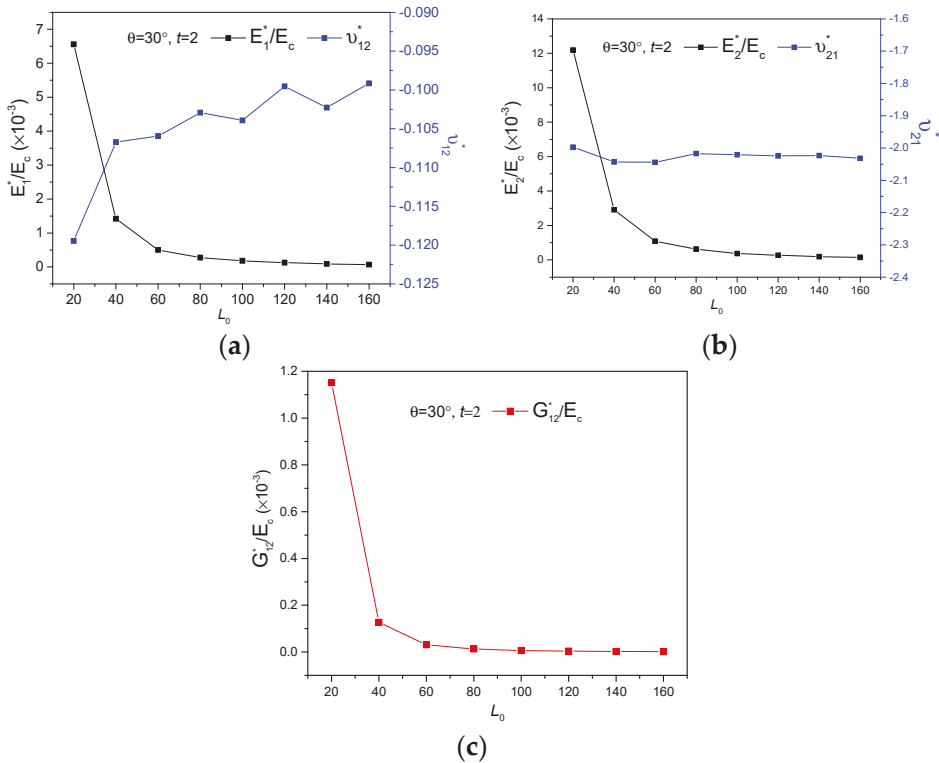 θ=30°, t=2 E₁*/Ec υ₁₂*
7
6
5
4
3
2
1
0
E₁*/Ec (×10⁻³)
-0.090
-0.095
-0.100
-0.105
-0.110
-0.115
-0.120
-0.125
υ₁₂*
20 40 60 80 100 120 140 160
L₀
(a)
θ=30°, t=2 E₂*/Ec υ₂₁*
14
12
10
8
6
4
2
0
E₂*/Ec (×10⁻³)
-1.6
-1.7
-1.8
-1.9
-2.0
-2.1
-2.2
-2.3
-2.4
υ₂₁*
20 40 60 80 100 120 140 160
L₀
(b)
θ=30°, t=2 G₁₂*/Ec
1.2
1.0
0.8
0.6
0.4
0.2
0.0
G₁₂*/Ec (×10⁻³)
20 40 60 80 100 120 140 160
L₀
(c)